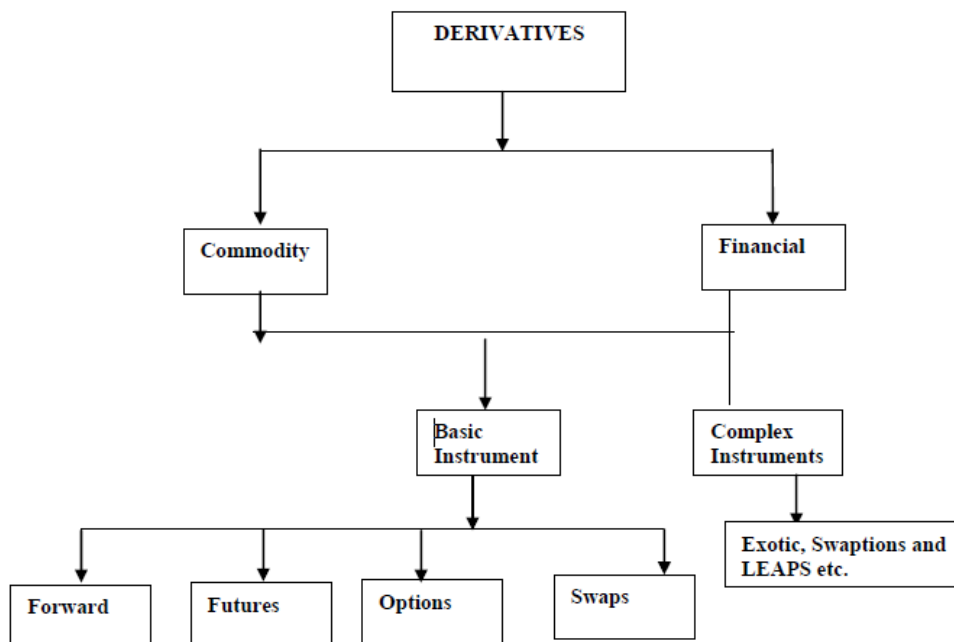 DERIVATIVES
Commodity
Financial
Basic
Instrument
Complex
Instruments
Exotic, Swaptions and
LEAPS etc.
Forward
Futures
Options
Swaps